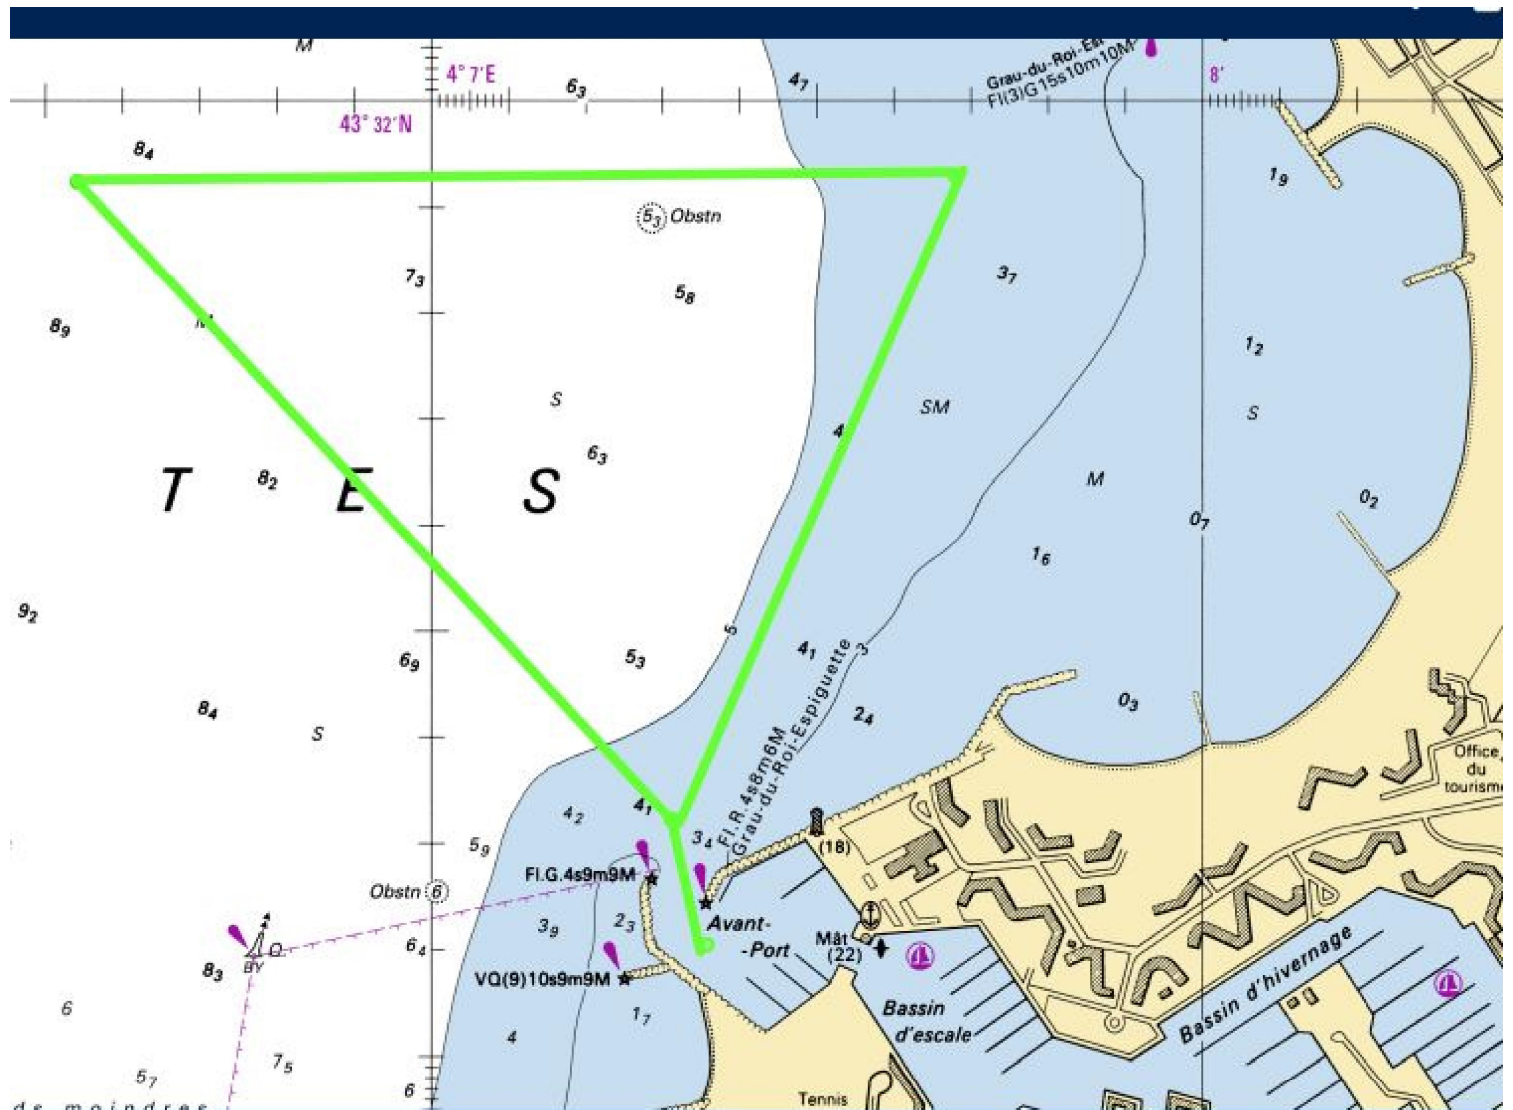 M
4° 7'E
6₃
4₇
Grau-du-Roi-Est
Fl(3)G 15s10m10M
8'
43° 32'N
8₄
1₉
5₃ Obstn
7₃
5₈
3₇
8₉
M
1₂
S
SM
S
4
6₃
8₂
M
T E S
0₂
0₇
1₆
9₂
5
4₁
3
6₉
5₃
0₃
8₄
2₄
S
Fl.R.4s8m6M
Grau-du-Roi-Espiguette
Office
du
tourisme
4₂
4₁
3₄
5₉
(18)
Fl.G.4s9m9M
Obstn 6
3₉
2₃
Avant-
-Port
Mât
(22)
6₄
Q
BY
8₃
VQ(9)10s9m9M
Bassin
d'escale
Bassin d'hivernage
6
1₇
4
7₅
5₇
6
Tennis
ds moindres